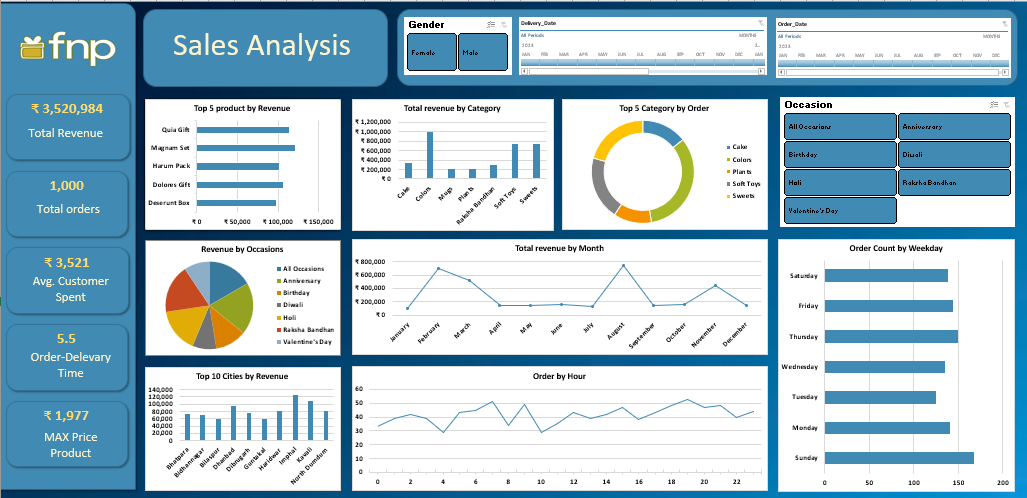 fnp
Sales Analysis
Gender
Female
Male
Delivery_Date
All Periods
MONTHS
2023
2...
JAN FEB MAR APR MAY JUN JUL AUG SEP OCT NOV DEC JAN
Order_Date
All Periods
MONTHS
2023
JAN FEB MAR APR MAY JUN JUL AUG SEP OCT NOV DEC
₹ 3,520,984
Total Revenue
1,000
Total orders
₹ 3,521
Avg. Customer
Spent
5.5
Order-Delevary
Time
₹ 1,977
MAX Price
Product
Top 5 product by Revenue
Quia Gift
Magnam Set
Harum Pack
Dolores Gift
Deserunt Box
₹ 0 ₹ 50,000 ₹ 100,000 ₹ 150,000
Total revenue by Category
₹ 1,200,000
₹ 1,000,000
₹ 800,000
₹ 600,000
₹ 400,000
₹ 200,000
₹ 0
Cake
Colors
Mugs
Plants
Raksha Bandhan
Soft Toys
Sweets
Top 5 Category by Order
Cake
Colors
Plants
Soft Toys
Sweets
Occasion
All Occasions
Anniversary
Birthday
Diwali
Holi
Raksha Bandhan
Valentine's Day
Revenue by Occasions
All Occasions
Anniversary
Birthday
Diwali
Holi
Raksha Bandhan
Valentine's Day
Total revenue by Month
₹ 800,000
₹ 600,000
₹ 400,000
₹ 200,000
₹ 0
January
February
March
April
May
June
July
August
September
October
November
December
Order Count by Weekday
Saturday
Friday
Thursday
Wednesday
Tuesday
Monday
Sunday
0 50 100 150 200
Top 10 Cities by Revenue
140,000
120,000
100,000
80,000
60,000
40,000
20,000
0
Bhatpara
Bidhannagar
Bilaspur
Dhanbad
Dibrugarh
Guntakal
Haridwar
Imphal
Kavali
North Dumdum
Order by Hour
60
50
40
30
20
10
0
0 2 4 6 8 10 12 14 16 18 20 22